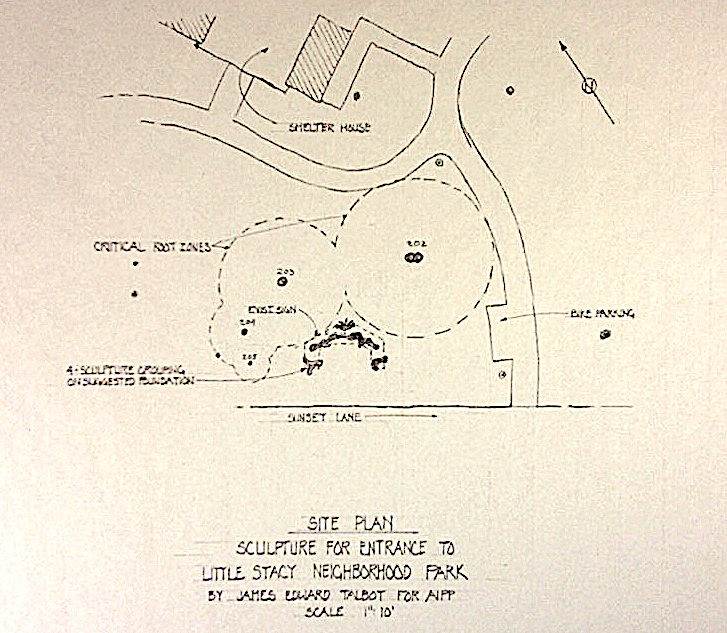 N
SHELTER HOUSE
CRITICAL ROOT ZONES
202
203
EXIST SIGN
BIKE PARKING
204
205
4-SCULPTURE GROUPING
ON SUGGESTED FOUNDATION
SUNSET LANE
SITE PLAN
SCULPTURE FOR ENTRANCE TO
LITTLE STACY NEIGHBORHOOD PARK
BY JAMES EDWARD TALBOT FOR AIPP
SCALE 1":10'